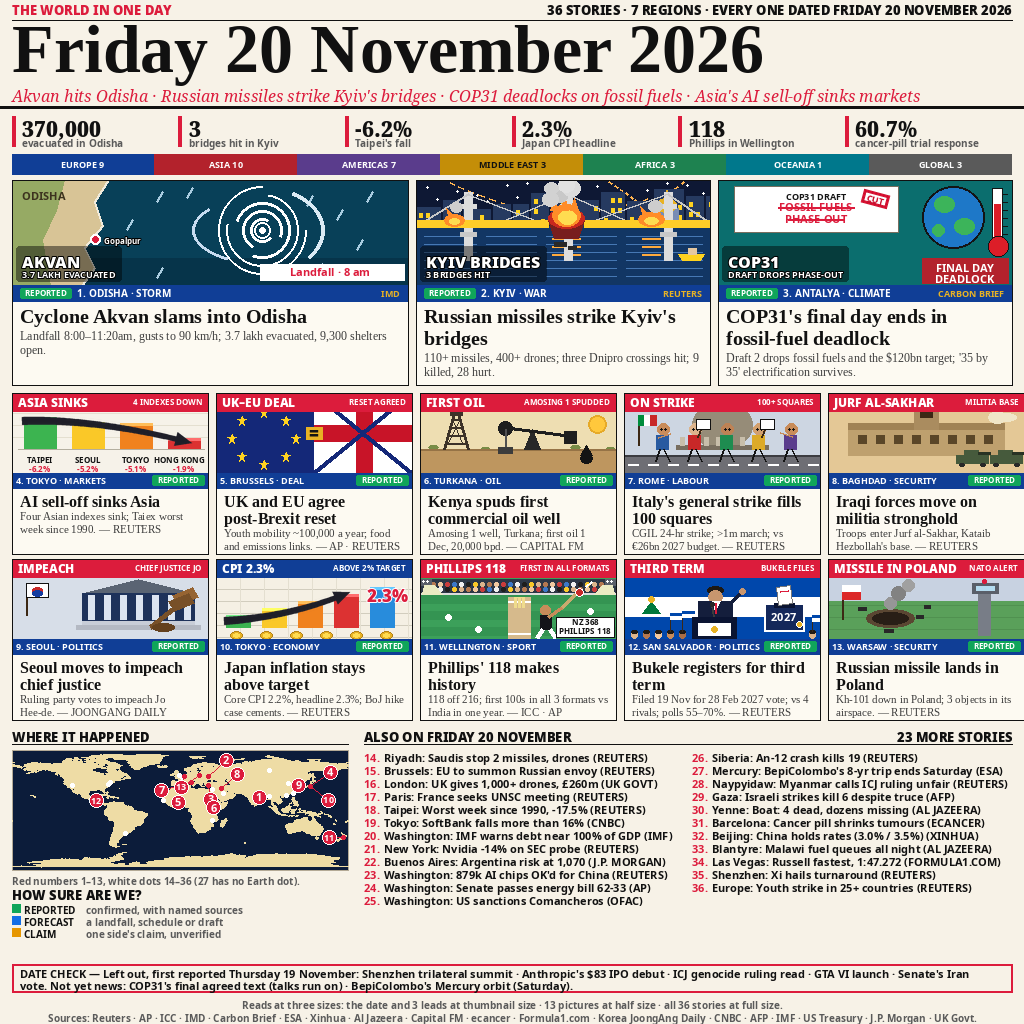 THE WORLD IN ONE DAY
36 STORIES · 7 REGIONS · EVERY ONE DATED FRIDAY 20 NOVEMBER 2026
Friday 20 November 2026
Akvan hits Odisha · Russian missiles strike Kyiv's bridges · COP31 deadlocks on fossil fuels · Asia's AI sell-off sinks markets
370,000
evacuated in Odisha
3
bridges hit in Kyiv
-6.2%
Taipei's fall
2.3%
Japan CPI headline
118
Phillips in Wellington
60.7%
cancer-pill trial response
EUROPE 9
ASIA 10
AMERICAS 7
MIDDLE EAST 3
AFRICA 3
OCEANIA 1
GLOBAL 3
ODISHA
Gopalpur
AKVAN
3.7 LAKH EVACUATED
Landfall · 8 am
REPORTED 1. ODISHA · STORM IMD
Cyclone Akvan slams into Odisha
Landfall 8:00–11:20am, gusts to 90 km/h; 3.7 lakh evacuated, 9,300 shelters
open.
KYIV BRIDGES
3 BRIDGES HIT
REPORTED 2. KYIV · WAR REUTERS
Russian missiles strike Kyiv's
bridges
110+ missiles, 400+ drones; three Dnipro crossings hit; 9
killed, 28 hurt.
COP31 DRAFT
FOSSIL FUELS
PHASE-OUT
CUT
COP31
DRAFT DROPS PHASE-OUT
FINAL DAY
DEADLOCK
REPORTED 3. ANTALYA · CLIMATE CARBON BRIEF
COP31's final day ends in
fossil-fuel deadlock
Draft 2 drops fossil fuels and the $120bn target; '35 by
35' electrification survives.
ASIA SINKS 4 INDEXES DOWN
TAIPEI SEOUL TOKYO HONG KONG
-6.2% -5.2% -5.1% -1.9%
4. TOKYO · MARKETS REPORTED
AI sell-off sinks Asia
Four Asian indexes sink; Taiex worst
week since 1990. — REUTERS
UK–EU DEAL RESET AGREED
=
5. BRUSSELS · DEAL REPORTED
UK and EU agree
post-Brexit reset
Youth mobility ~100,000 a year; food
and emissions links. — AP · REUTERS
FIRST OIL AMOSING 1 SPUDDED
6. TURKANA · OIL REPORTED
Kenya spuds first
commercial oil well
Amosing 1 well, Turkana; first oil 1
Dec, 20,000 bpd. — CAPITAL FM
ON STRIKE 100+ SQUARES
7. ROME · LABOUR REPORTED
Italy's general strike fills
100 squares
CGIL 24-hr strike; >1m march; vs
€26bn 2027 budget. — REUTERS
JURF AL-SAKHAR MILITIA BASE
8. BAGHDAD · SECURITY REPORTED
Iraqi forces move on
militia stronghold
Troops enter Jurf al-Sakhar, Kataib
Hezbollah's base. — REUTERS
IMPEACH CHIEF JUSTICE JO
9. SEOUL · POLITICS REPORTED
Seoul moves to impeach
chief justice
Ruling party votes to impeach Jo
Hee-de. — JOONGANG DAILY
CPI 2.3% ABOVE 2% TARGET
2.3%
10. TOKYO · ECONOMY REPORTED
Japan inflation stays
above target
Core CPI 2.2%, headline 2.3%; BoJ hike
case cements. — REUTERS
PHILLIPS 118 FIRST IN ALL FORMATS
NZ 368
PHILLIPS 118
11. WELLINGTON · SPORT REPORTED
Phillips' 118 makes
history
118 off 216; first 100s in all 3 formats vs
India in one year. — ICC · AP
THIRD TERM BUKELE FILES
2027
12. SAN SALVADOR · POLITICS REPORTED
Bukele registers for third
term
Filed 19 Nov for 28 Feb 2027 vote; vs 4
rivals; polls 55–70%. — REUTERS
MISSILE IN POLAND NATO ALERT
13. WARSAW · SECURITY REPORTED
Russian missile lands in
Poland
Kh-101 down in Poland; 3 objects in its
airspace. — REUTERS
WHERE IT HAPPENED
2
4
8
13
7
9
12
5
3
1
10
6
11
Red numbers 1–13, white dots 14–36 (27 has no Earth dot).
HOW SURE ARE WE?
REPORTED confirmed, with named sources
FORECAST a landfall, schedule or draft
CLAIM one side's claim, unverified
ALSO ON FRIDAY 20 NOVEMBER
23 MORE STORIES
14. Riyadh: Saudis stop 2 missiles, drones (REUTERS)
15. Brussels: EU to summon Russian envoy (REUTERS)
16. London: UK gives 1,000+ drones, £260m (UK GOVT)
17. Paris: France seeks UNSC meeting (REUTERS)
18. Taipei: Worst week since 1990, -17.5% (REUTERS)
19. Tokyo: SoftBank falls more than 16% (CNBC)
20. Washington: IMF warns debt near 100% of GDP (IMF)
21. New York: Nvidia -14% on SEC probe (REUTERS)
22. Buenos Aires: Argentina risk at 1,070 (J.P. MORGAN)
23. Washington: 879k AI chips OK'd for China (REUTERS)
24. Washington: Senate passes energy bill 62-33 (AP)
25. Washington: US sanctions Comancheros (OFAC)
26. Siberia: An-12 crash kills 19 (REUTERS)
27. Mercury: BepiColombo's 8-yr trip ends Saturday (ESA)
28. Naypyidaw: Myanmar calls ICJ ruling unfair (REUTERS)
29. Gaza: Israeli strikes kill 6 despite truce (AFP)
30. Yenne: Boat: 4 dead, dozens missing (AL JAZEERA)
31. Barcelona: Cancer pill shrinks tumours (ECANCER)
32. Beijing: China holds rates (3.0% / 3.5%) (XINHUA)
33. Blantyre: Malawi fuel queues all night (AL JAZEERA)
34. Las Vegas: Russell fastest, 1:47.272 (FORMULA1.COM)
35. Shenzhen: Xi hails turnaround (REUTERS)
36. Europe: Youth strike in 25+ countries (REUTERS)
DATE CHECK — Left out, first reported Thursday 19 November: Shenzhen trilateral summit · Anthropic's $83 IPO debut · ICJ genocide ruling read · GTA VI launch · Senate's Iran
vote. Not yet news: COP31's final agreed text (talks run on) · BepiColombo's Mercury orbit (Saturday).
Reads at three sizes: the date and 3 leads at thumbnail size · 13 pictures at half size · all 36 stories at full size.
Sources: Reuters · AP · ICC · IMD · Carbon Brief · ESA · Xinhua · Al Jazeera · Capital FM · ecancer · Formula1.com · Korea JoongAng Daily · CNBC · AFP · IMF · US Treasury · J.P. Morgan · UK Govt.